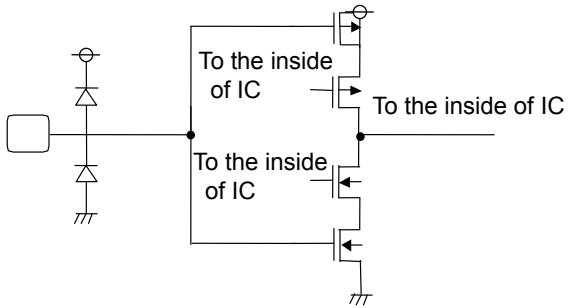 To the inside
of IC
To the inside of IC
To the inside
of IC